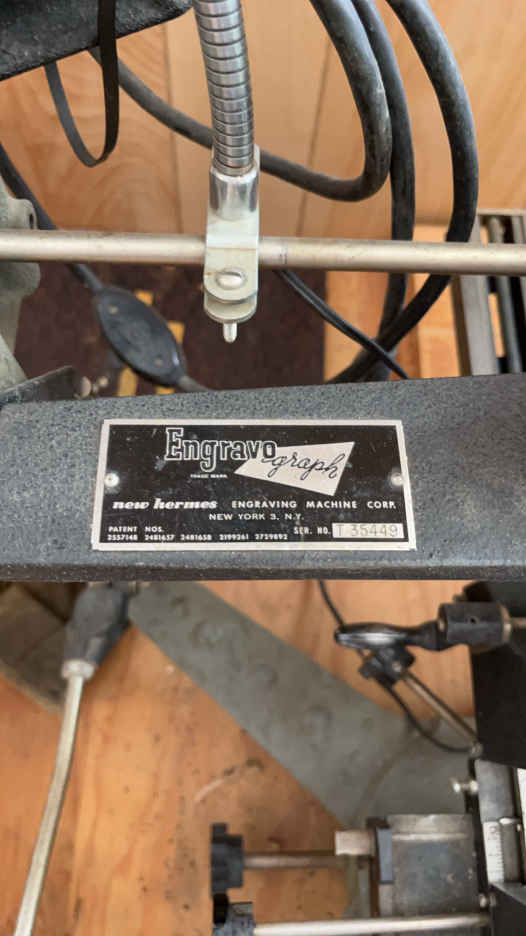 Engravograph
TRADE MARK
new hermes ENGRAVING MACHINE CORP.
NEW YORK 3, N.Y.
PATENT NOS. SER. NO. T 35449
2557148 2481657 2481658 2199261 2729892